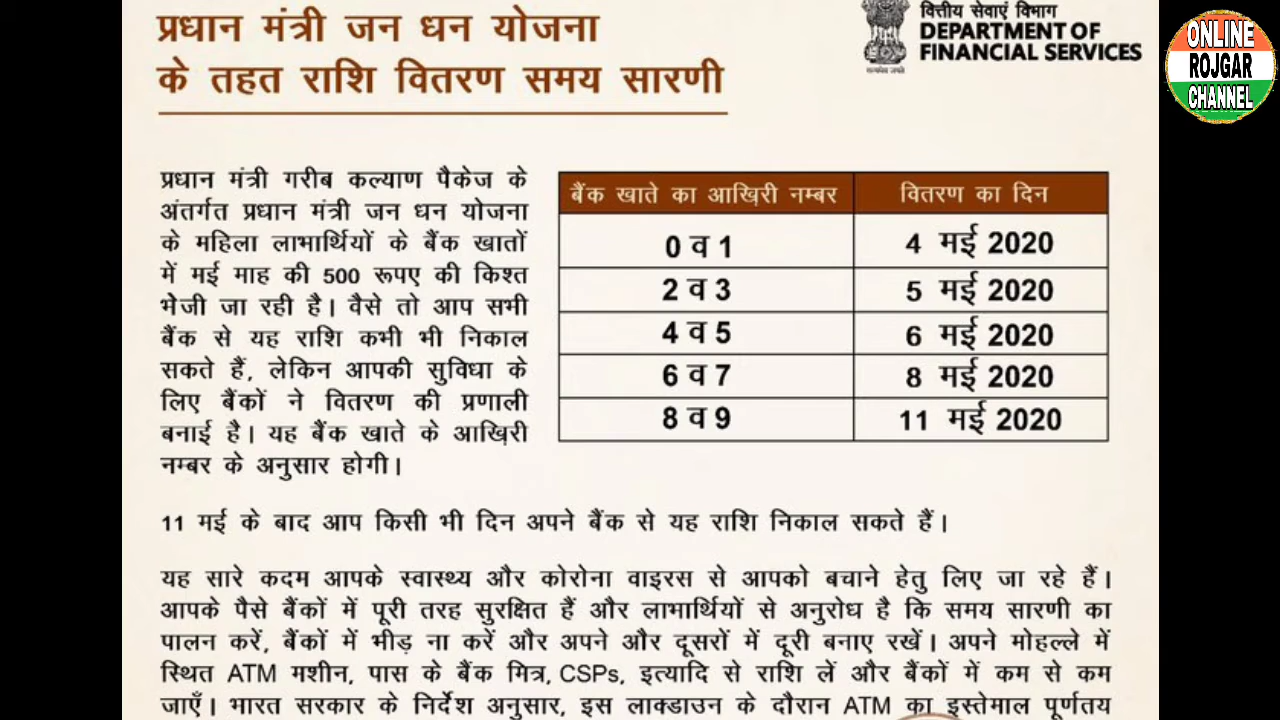 प्रधान मंत्री जन धन योजना
के तहत राशि वितरण समय सारणी
वित्तीय सेवाएं विभाग
DEPARTMENT OF
FINANCIAL SERVICES
सत्यमेव जयते
ONLINE
ROJGAR
CHANNEL
प्रधान मंत्री गरीब कल्याण पैकेज के
अंतर्गत प्रधान मंत्री जन धन योजना
के महिला लाभार्थियों के बैंक खातों
में मई माह की 500 रूपए की किश्त
भेजी जा रही है। वैसे तो आप सभी
बैंक से यह राशि कभी भी निकाल
सकते हैं, लेकिन आपकी सुविधा के
लिए बैंकों ने वितरण की प्रणाली
बनाई है। यह बैंक खाते के आख़िरी
नम्बर के अनुसार होगी।
बैंक खाते का आख़िरी नम्बर वितरण का दिन
0 व 1 4 मई 2020
2 व 3 5 मई 2020
4 व 5 6 मई 2020
6 व 7 8 मई 2020
8 व 9 11 मई 2020
11 मई के बाद आप किसी भी दिन अपने बैंक से यह राशि निकाल सकते हैं।
यह सारे कदम आपके स्वास्थ्य और कोरोना वाइरस से आपको बचाने हेतु लिए जा रहे हैं।
आपके पैसे बैंकों में पूरी तरह सुरक्षित हैं और लाभार्थियों से अनुरोध है कि समय सारणी का
पालन करें, बैंकों में भीड़ ना करें और अपने और दूसरों में दूरी बनाए रखें। अपने मोहल्ले में
स्थित ATM मशीन, पास के बैंक मित्र, CSPs, इत्यादि से राशि लें और बैंकों में कम से कम
जाएँ। भारत सरकार के निर्देश अनुसार, इस लाक्डाउन के दौरान ATM का इस्तेमाल पूर्णतय